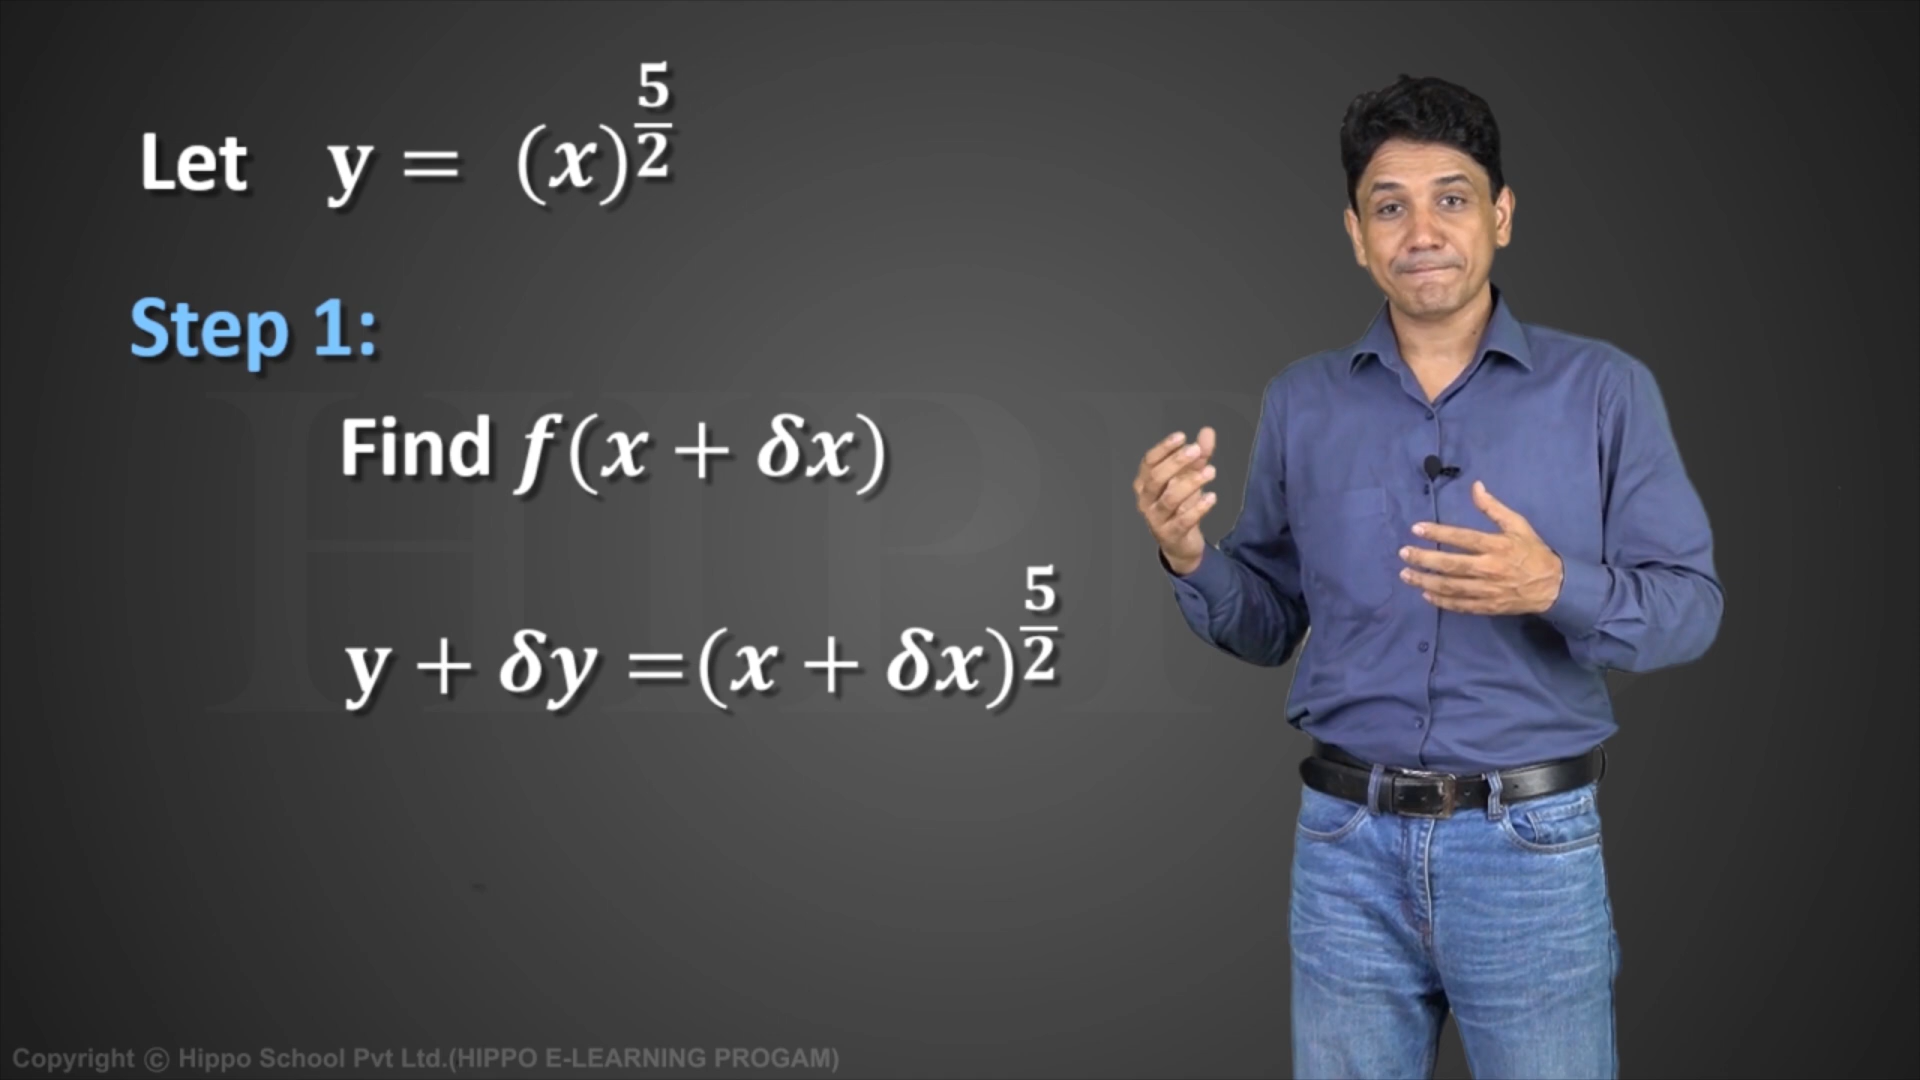 Let y = (x)^{5/2}
Step 1:
Find f(x + δx)
y + δy =(x + δx)^{5/2}
Copyright © Hippo School Pvt Ltd.(HIPPO E-LEARNING PROGAM)